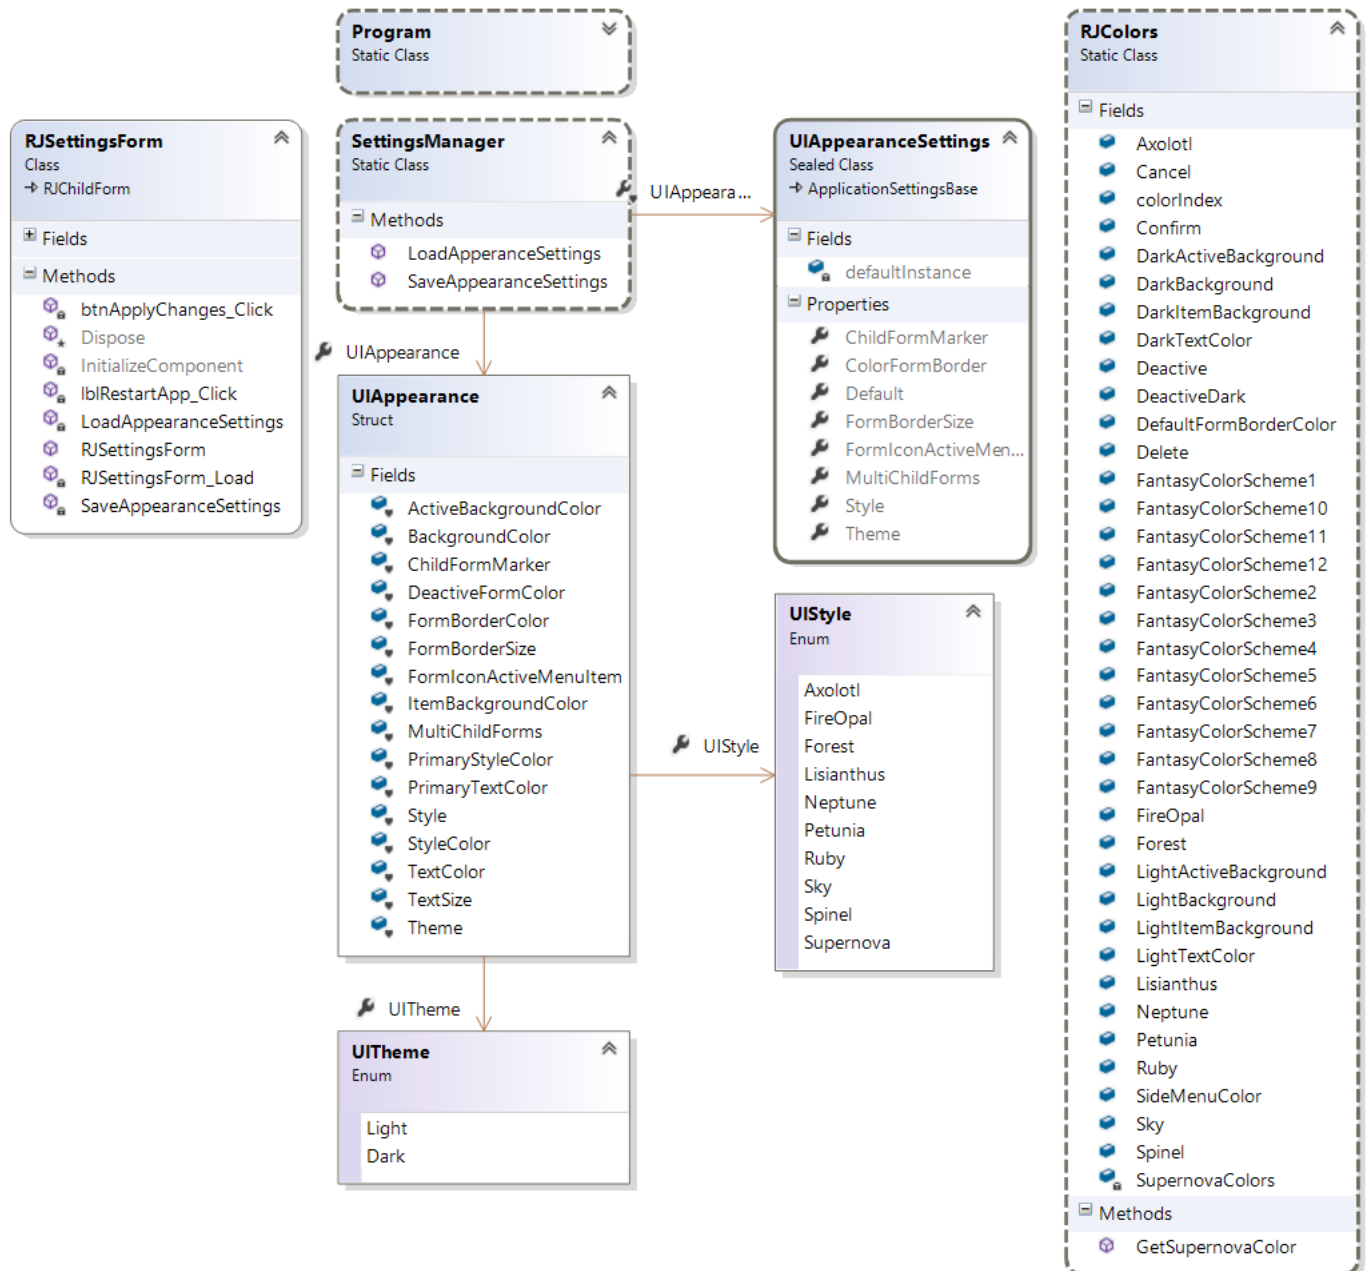 Program
Static Class
RJSettingsForm
Class
RJChildForm
Fields
Methods
btnApplyChanges_Click
Dispose
InitializeComponent
lblRestartApp_Click
LoadAppearanceSettings
RJSettingsForm
RJSettingsForm_Load
SaveAppearanceSettings
SettingsManager
Static Class
Methods
LoadApperanceSettings
SaveAppearanceSettings
UIAppeara...
UIAppearance
UIAppearance
Struct
Fields
ActiveBackgroundColor
BackgroundColor
ChildFormMarker
DeactiveFormColor
FormBorderColor
FormBorderSize
FormIconActiveMenuItem
ItemBackgroundColor
MultiChildForms
PrimaryStyleColor
PrimaryTextColor
Style
StyleColor
TextColor
TextSize
Theme
UITheme
UITheme
Enum
Light
Dark
UIAppearanceSettings
Sealed Class
ApplicationSettingsBase
Fields
defaultInstance
Properties
ChildFormMarker
ColorFormBorder
Default
FormBorderSize
FormIconActiveMen...
MultiChildForms
Style
Theme
UIStyle
UIStyle
Enum
Axolotl
FireOpal
Forest
Lisianthus
Neptune
Petunia
Ruby
Sky
Spinel
Supernova
RJColors
Static Class
Fields
Axolotl
Cancel
colorIndex
Confirm
DarkActiveBackground
DarkBackground
DarkItemBackground
DarkTextColor
Deactive
DeactiveDark
DefaultFormBorderColor
Delete
FantasyColorScheme1
FantasyColorScheme10
FantasyColorScheme11
FantasyColorScheme12
FantasyColorScheme2
FantasyColorScheme3
FantasyColorScheme4
FantasyColorScheme5
FantasyColorScheme6
FantasyColorScheme7
FantasyColorScheme8
FantasyColorScheme9
FireOpal
Forest
LightActiveBackground
LightBackground
LightItemBackground
LightTextColor
Lisianthus
Neptune
Petunia
Ruby
SideMenuColor
Sky
Spinel
SupernovaColors
Methods
GetSupernovaColor